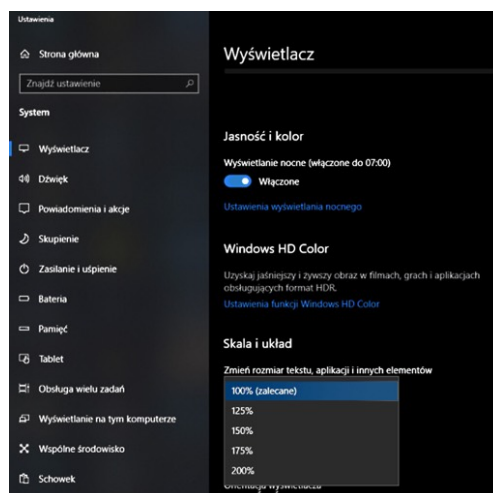 Ustawienia
Strona główna
Znajdź ustawienie
System
Wyświetlacz
Dźwięk
Powiadomienia i akcje
Skupienie
Zasilanie i uśpienie
Bateria
Pamięć
Tablet
Obsługa wielu zadań
Wyświetlanie na tym komputerze
Wspólne środowisko
Schowek
Wyświetlacz
Jasność i kolor
Wyświetlanie nocne (włączone do 07:00)
Włączone
Ustawienia wyświetlania nocnego
Windows HD Color
Uzyskaj jaśniejszy i żywszy obraz w filmach, grach i aplikacjach
obsługujących format HDR.
Ustawienia funkcji Windows HD Color
Skala i układ
Zmień rozmiar tekstu, aplikacji i innych elementów
100% (zalecane)
125%
150%
175%
200%
Orientacja wyświetlacza